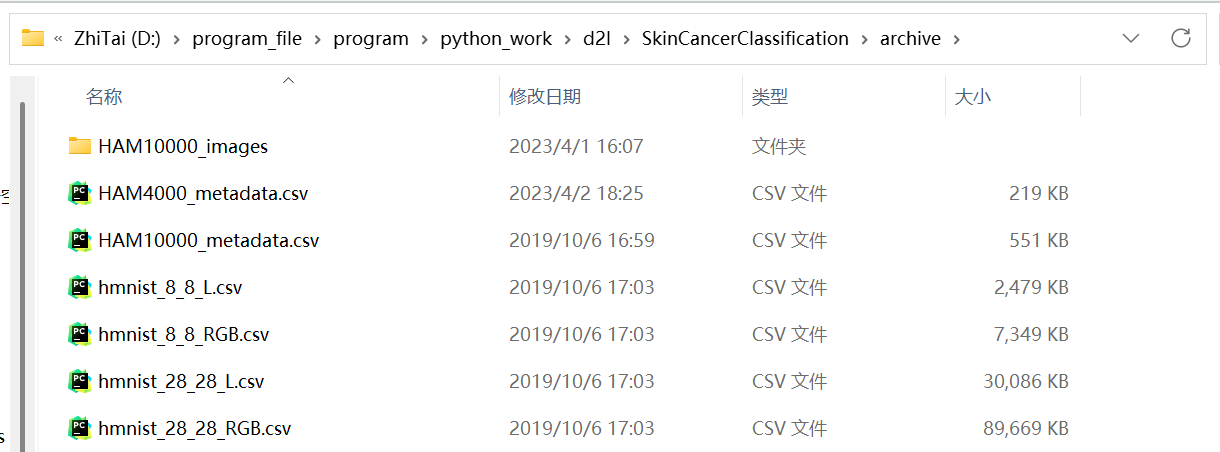 « ZhiTai (D:) › program_file › program › python_work › d2l › SkinCancerClassification › archive ›
名称 修改日期 类型 大小
HAM10000_images 2023/4/1 16:07 文件夹
HAM4000_metadata.csv 2023/4/2 18:25 CSV 文件 219 KB
HAM10000_metadata.csv 2019/10/6 16:59 CSV 文件 551 KB
hmnist_8_8_L.csv 2019/10/6 17:03 CSV 文件 2,479 KB
hmnist_8_8_RGB.csv 2019/10/6 17:03 CSV 文件 7,349 KB
hmnist_28_28_L.csv 2019/10/6 17:03 CSV 文件 30,086 KB
hmnist_28_28_RGB.csv 2019/10/6 17:03 CSV 文件 89,669 KB